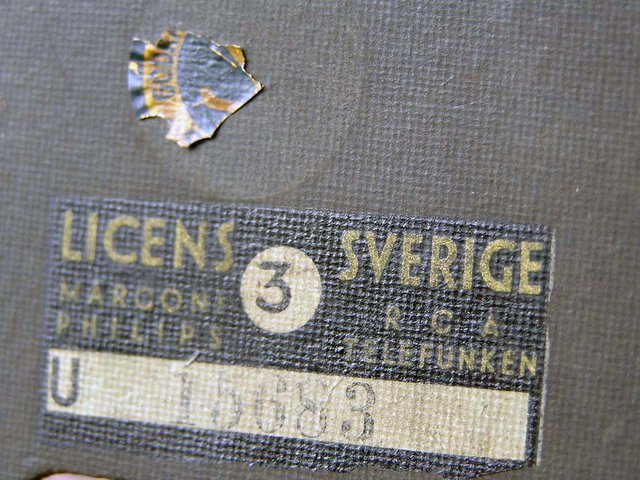 LICENS 3 SVERIGE
MARCONI R C A
PHILIPS TELEFUNKEN
U 15683